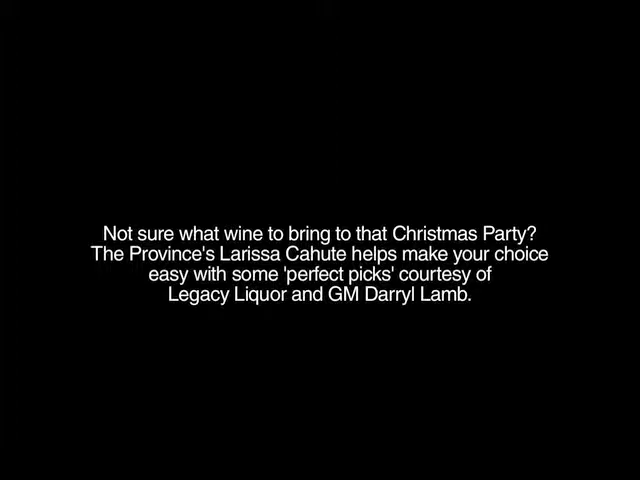 Not sure what wine to bring to that Christmas Party?
The Province's Larissa Cahute helps make your choice
easy with some 'perfect picks' courtesy of
Legacy Liquor and GM Darryl Lamb.